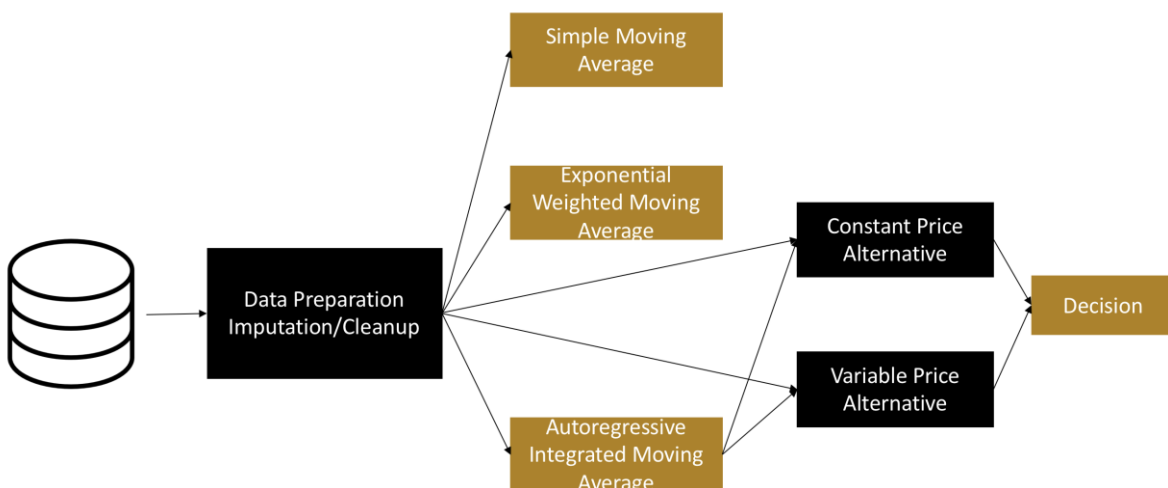 Simple Moving
Average
Exponential
Weighted Moving
Average
Data Preparation
Imputation/Cleanup
Constant Price
Alternative
Decision
Variable Price
Alternative
Autoregressive
Integrated Moving
Average